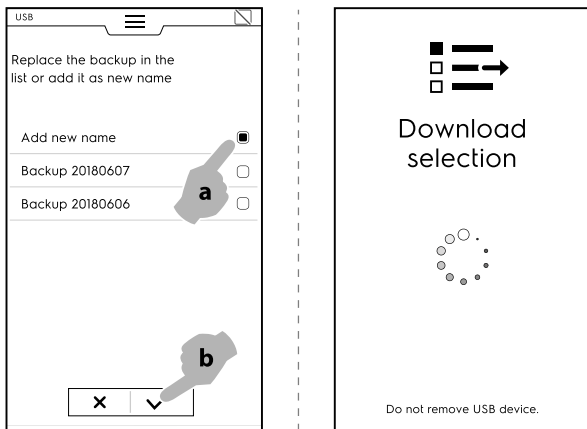 USB
Replace the backup in the
list or add it as new name
Add new name
Backup 20180607
Backup 20180606
a
b
Download
selection
Do not remove USB device.